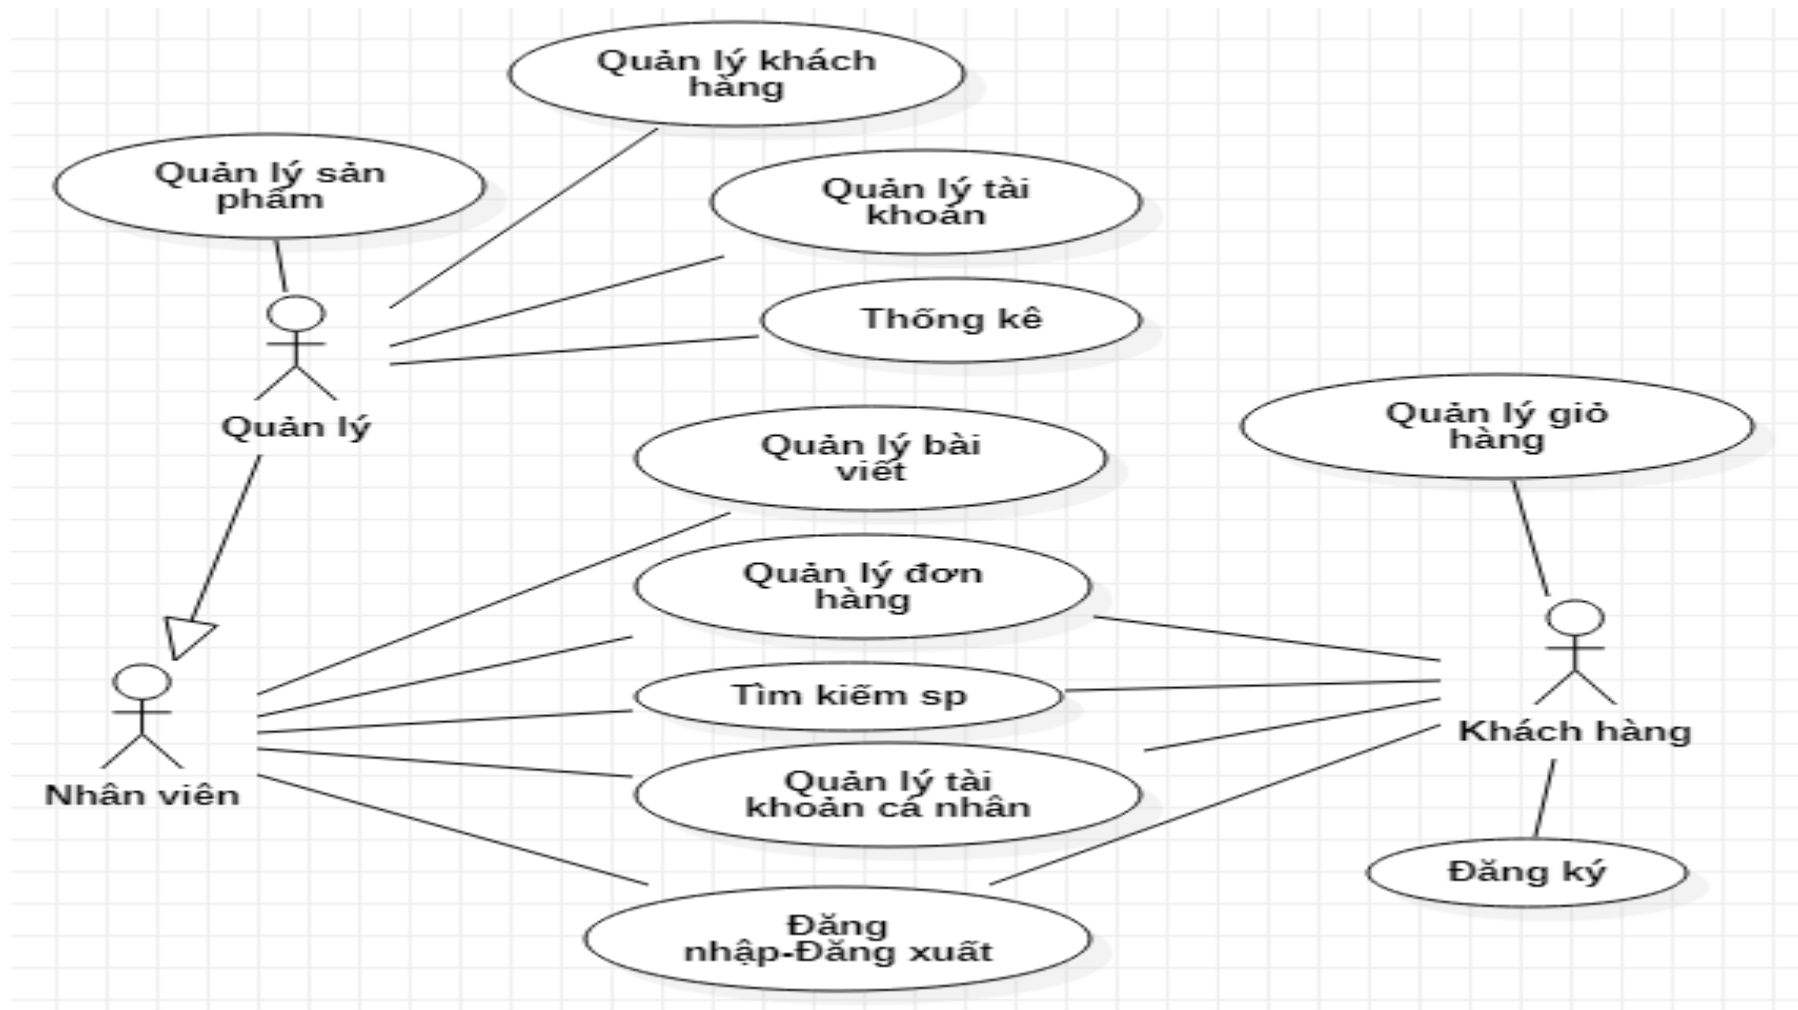 Quản lý khách
hàng
Quản lý sản
phẩm
Quản lý tài
khoản
Thống kê
Quản lý
Quản lý giỏ
hàng
Quản lý bài
viết
Quản lý đơn
hàng
Tìm kiếm sp
Khách hàng
Quản lý tài
khoản cá nhân
Nhân viên
Đăng ký
Đăng
nhập-Đăng xuất